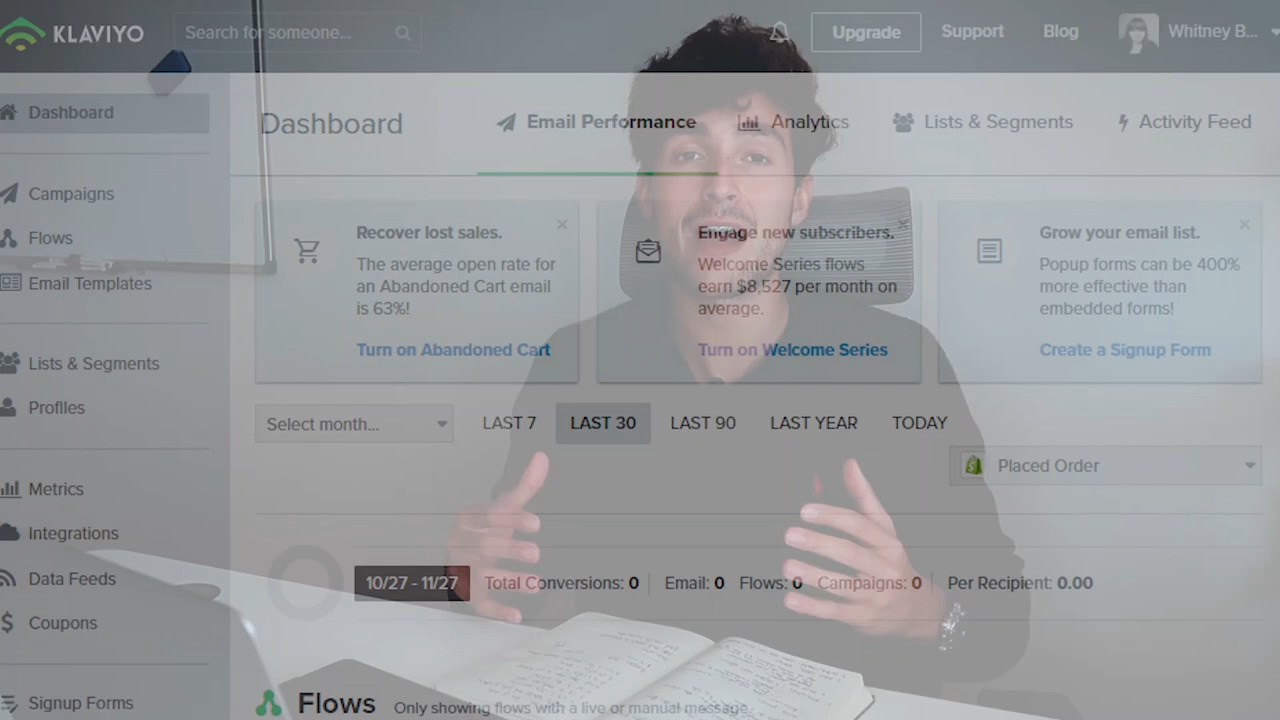 KLAVIYO
Search for someone...
Upgrade
Support
Blog
Whitney B...
Dashboard
Campaigns
Flows
Email Templates
Lists & Segments
Profiles
Metrics
Integrations
Data Feeds
Coupons
Signup Forms
Dashboard
Email Performance
Analytics
Lists & Segments
Activity Feed
Recover lost sales.
The average open rate for
an Abandoned Cart email
is 63%!
Turn on Abandoned Cart
Engage new subscribers.
Welcome Series flows
earn $8,527 per month on
average.
Turn on Welcome Series
Grow your email list.
Popup forms can be 400%
more effective than
embedded forms!
Create a Signup Form
Select month...
LAST 7
LAST 30
LAST 90
LAST YEAR
TODAY
Placed Order
10/27 - 11/27
Total Conversions: 0
Email: 0
Flows: 0
Campaigns: 0
Per Recipient: 0.00
Flows
Only showing flows with a live or manual message.